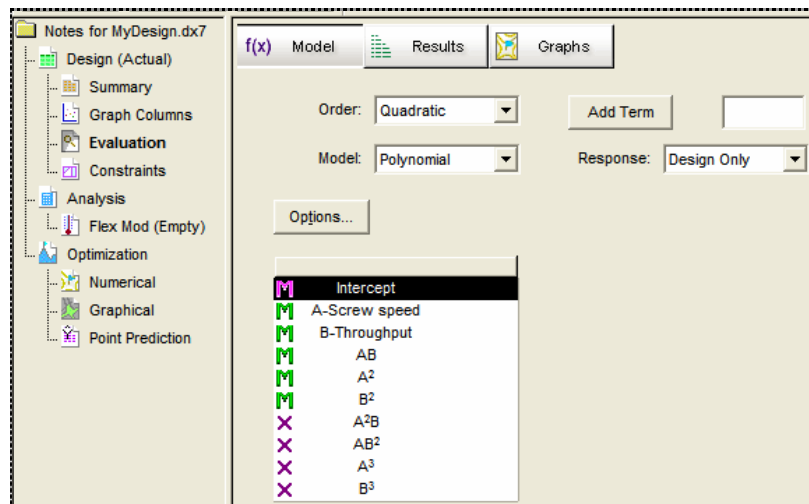 Notes for MyDesign.dx7
Design (Actual)
Summary
Graph Columns
Evaluation
Constraints
Analysis
Flex Mod (Empty)
Optimization
Numerical
Graphical
Point Prediction
f(x) Model Results Graphs
Order: Quadratic Add Term
Model: Polynomial Response: Design Only
Options...
Intercept
A-Screw speed
B-Throughput
AB
A²
B²
A²B
AB²
A³
B³